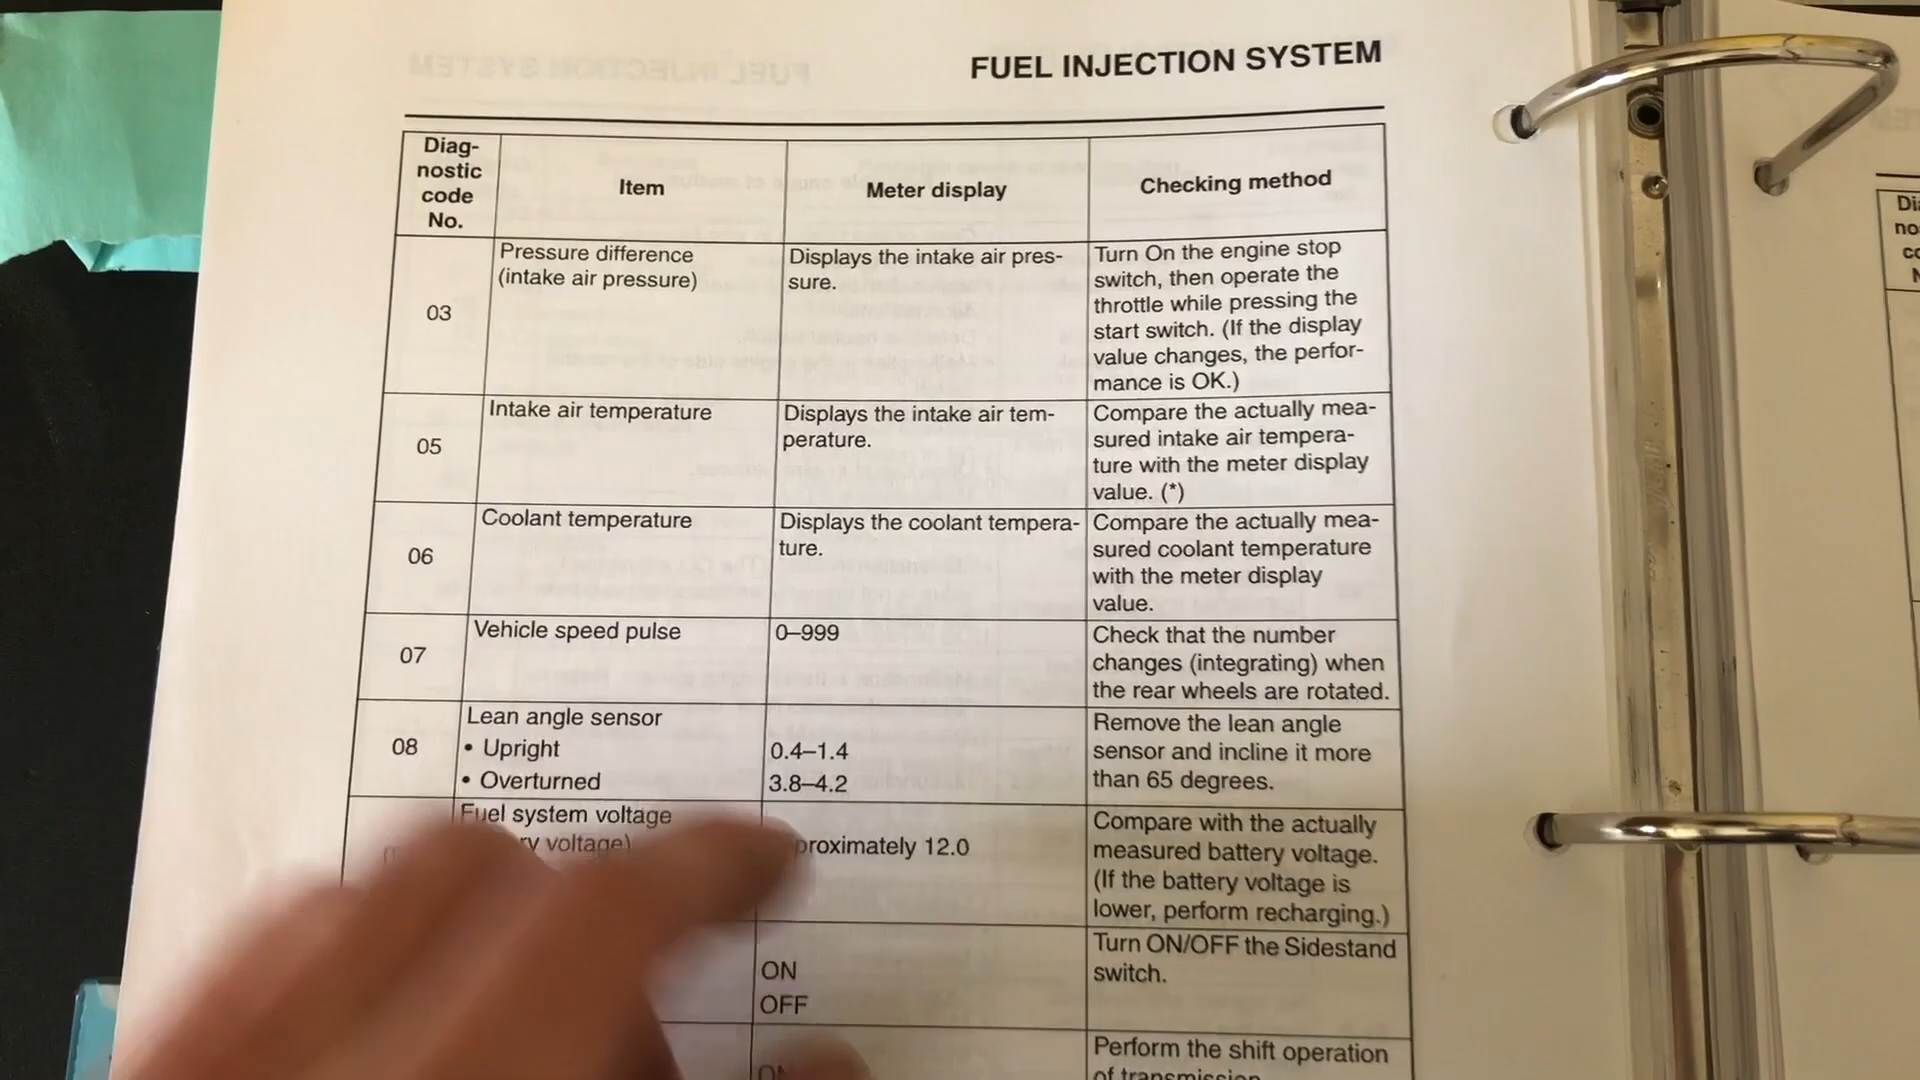 FUEL INJECTION SYSTEM
Diag-
nostic
code
No.
Item
Meter display
Checking method
03
Pressure difference
(intake air pressure)
Displays the intake air pres-
sure.
Turn On the engine stop
switch, then operate the
throttle while pressing the
start switch. (If the display
value changes, the perfor-
mance is OK.)
05
Intake air temperature
Displays the intake air tem-
perature.
Compare the actually mea-
sured intake air tempera-
ture with the meter display
value. (*)
06
Coolant temperature
Displays the coolant tempera-
ture.
Compare the actually mea-
sured coolant temperature
with the meter display
value.
07
Vehicle speed pulse
0–999
Check that the number
changes (integrating) when
the rear wheels are rotated.
08
Lean angle sensor
• Upright
• Overturned
0.4–1.4
3.8–4.2
Remove the lean angle
sensor and incline it more
than 65 degrees.
Fuel system voltage
voltage)
proximately 12.0
Compare with the actually
measured battery voltage.
(If the battery voltage is
lower, perform recharging.)
ON
OFF
Turn ON/OFF the Sidestand
switch.
ON
Perform the shift operation
of transmission
Di
no
co